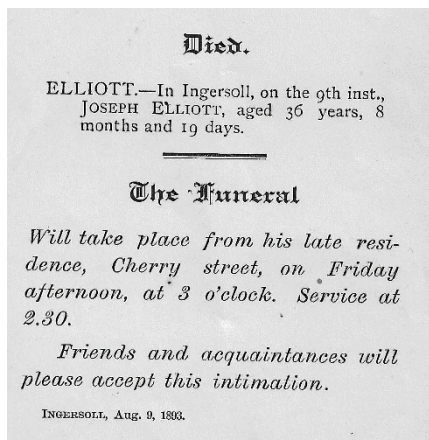 Died.
ELLIOTT.—In Ingersoll, on the 9th inst.,
JOSEPH ELLIOTT, aged 36 years, 8
months and 19 days.
The Funeral
Will take place from his late resi-
dence, Cherry street, on Friday
afternoon, at 3 o'clock. Service at
2.30.
Friends and acquaintances will
please accept this intimation.
INGERSOLL, Aug. 9, 1893.